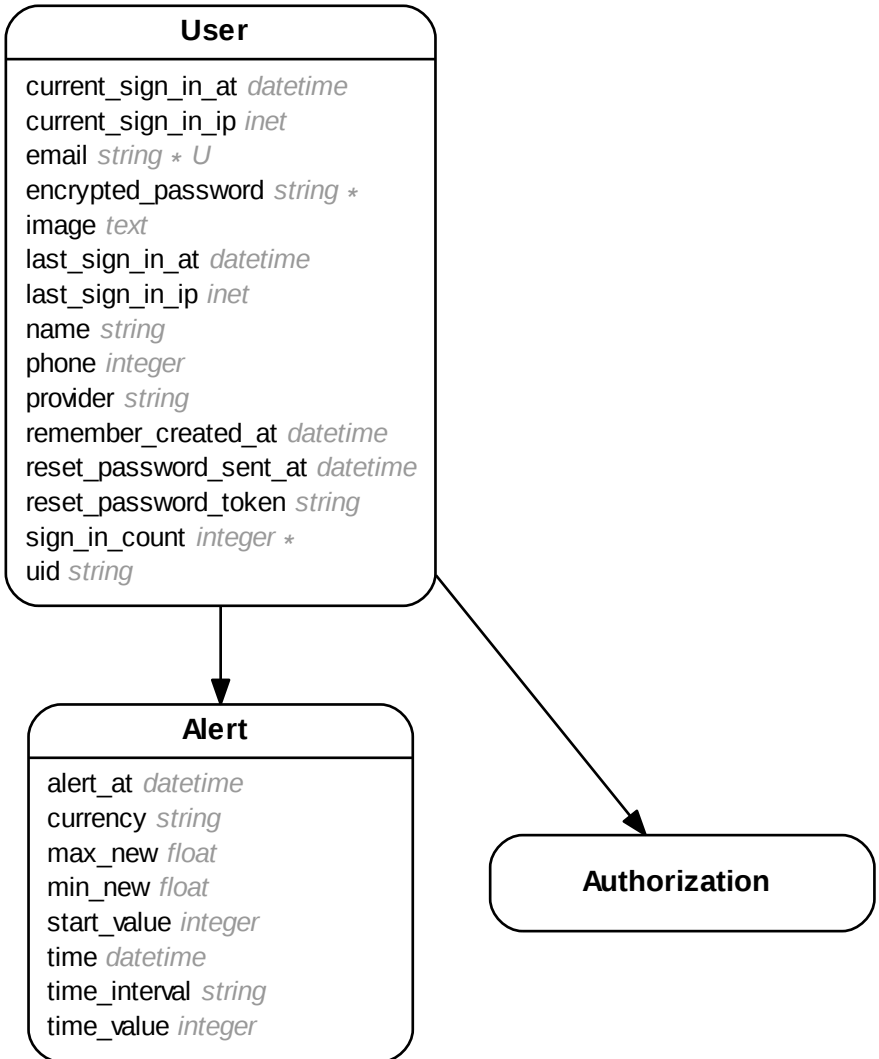 User
current_sign_in_at datetime
current_sign_in_ip inet
email string * U
encrypted_password string *
image text
last_sign_in_at datetime
last_sign_in_ip inet
name string
phone integer
provider string
remember_created_at datetime
reset_password_sent_at datetime
reset_password_token string
sign_in_count integer *
uid string
Alert
alert_at datetime
currency string
max_new float
min_new float
start_value integer
time datetime
time_interval string
time_value integer
Authorization